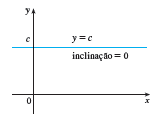 y
c
y = c
inclinação = 0
0
x